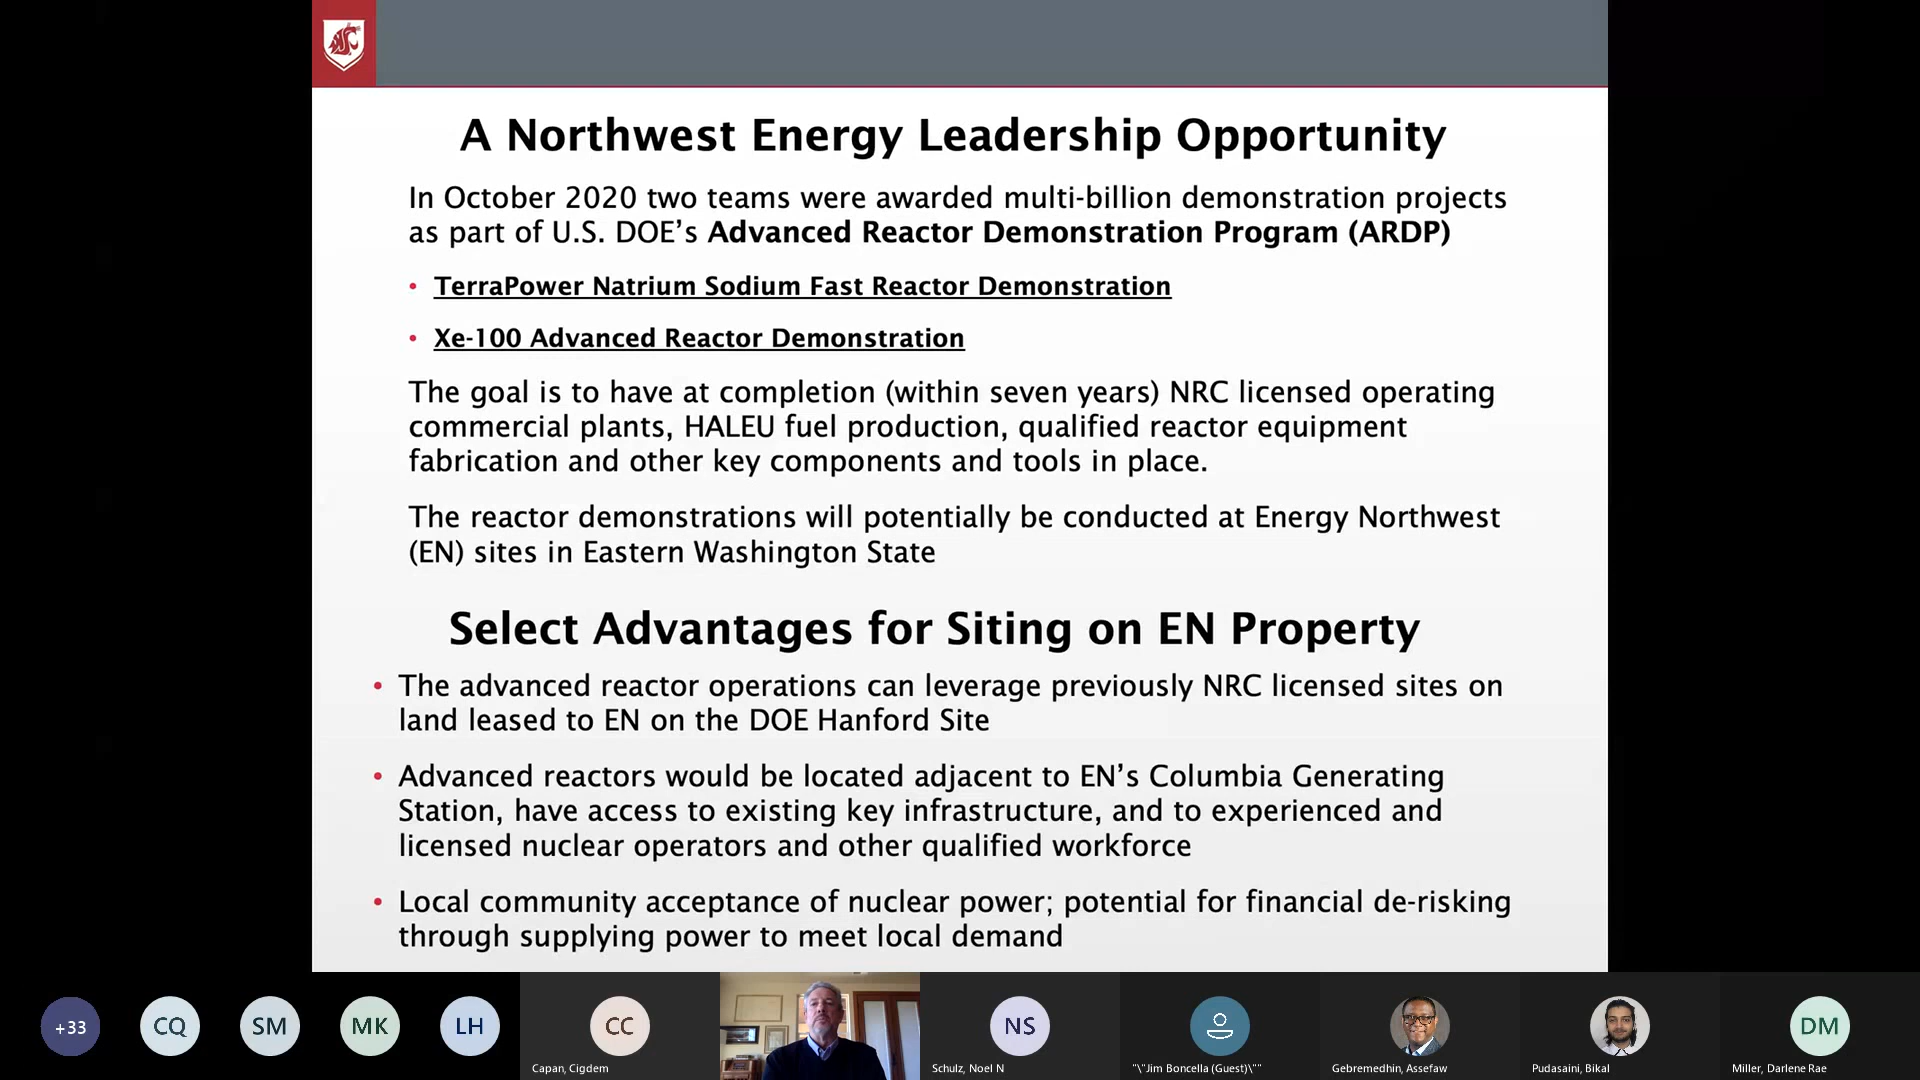 A Northwest Energy Leadership Opportunity
In October 2020 two teams were awarded multi-billion demonstration projects
as part of U.S. DOE’s Advanced Reactor Demonstration Program (ARDP)
• TerraPower Natrium Sodium Fast Reactor Demonstration
• Xe-100 Advanced Reactor Demonstration
The goal is to have at completion (within seven years) NRC licensed operating
commercial plants, HALEU fuel production, qualified reactor equipment
fabrication and other key components and tools in place.
The reactor demonstrations will potentially be conducted at Energy Northwest
(EN) sites in Eastern Washington State
Select Advantages for Siting on EN Property
• The advanced reactor operations can leverage previously NRC licensed sites on
land leased to EN on the DOE Hanford Site
• Advanced reactors would be located adjacent to EN’s Columbia Generating
Station, have access to existing key infrastructure, and to experienced and
licensed nuclear operators and other qualified workforce
• Local community acceptance of nuclear power; potential for financial de-risking
through supplying power to meet local demand
+33 CQ SM MK LH CC NS DM
Capan, Cigdem Schulz, Noel N "\"Jim Boncella (Guest)\"" Gebremedhin, Assefaw Pudasaini, Bikal Miller, Darlene Rae